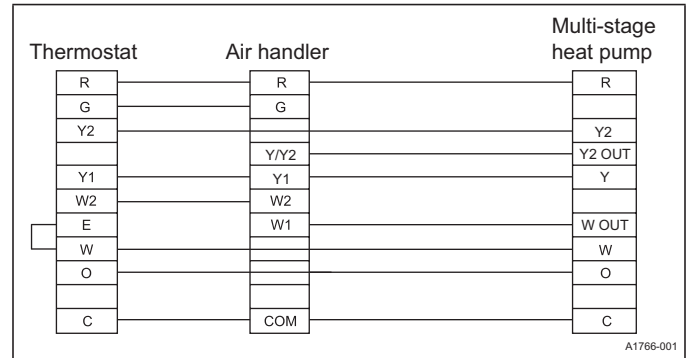 Multi-stage
Thermostat Air handler heat pump
R R R
G G
Y2 Y2
Y/Y2 Y2 OUT
Y1 Y1 Y
W2 W2
E W1 W OUT
W W
O O
C COM C
A1766-001